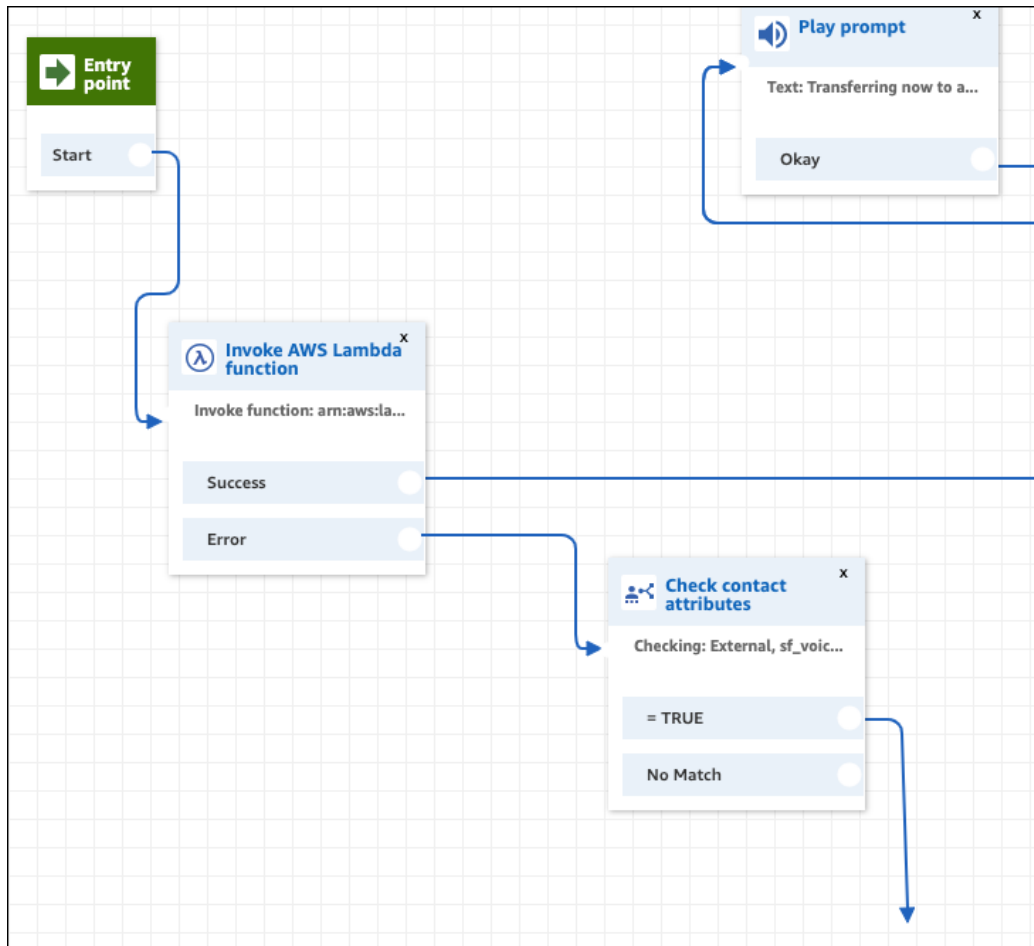 Entry
point
Start
x
Play prompt
Text: Transferring now to a...
Okay
x
Invoke AWS Lambda
function
Invoke function: arn:aws:la...
Success
Error
x
Check contact
attributes
Checking: External, sf_voic...
= TRUE
No Match